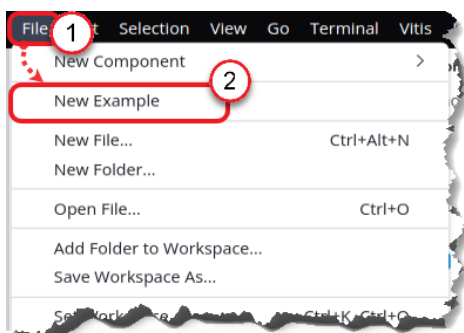 File 1 t Selection View Go Terminal Vitis
New Component >
2
New Example
New File... Ctrl+Alt+N
New Folder...
Open File... Ctrl+O
Add Folder to Workspace...
Save Workspace As...